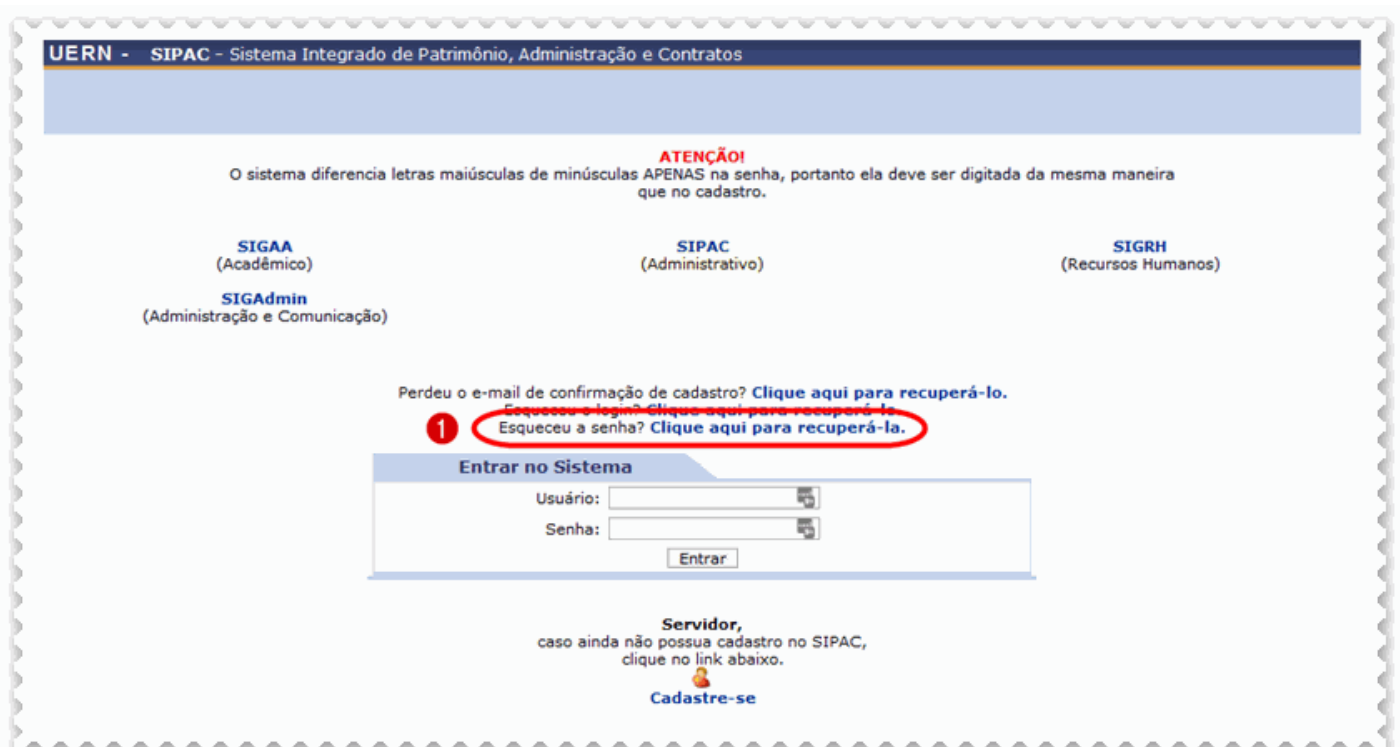 UERN - SIPAC - Sistema Integrado de Patrimônio, Administração e Contratos
ATENÇÃO!
O sistema diferencia letras maiúsculas de minúsculas APENAS na senha, portanto ela deve ser digitada da mesma maneira
que no cadastro.
SIGAA SIPAC SIGRH
(Acadêmico) (Administrativo) (Recursos Humanos)
SIGAdmin
(Administração e Comunicação)
Perdeu o e-mail de confirmação de cadastro? Clique aqui para recuperá-lo.
Esqueceu o login? Clique aqui para recuperá-lo.
1 Esqueceu a senha? Clique aqui para recuperá-la.
Entrar no Sistema
Usuário:
Senha:
Entrar
Servidor,
caso ainda não possua cadastro no SIPAC,
clique no link abaixo.
Cadastre-se